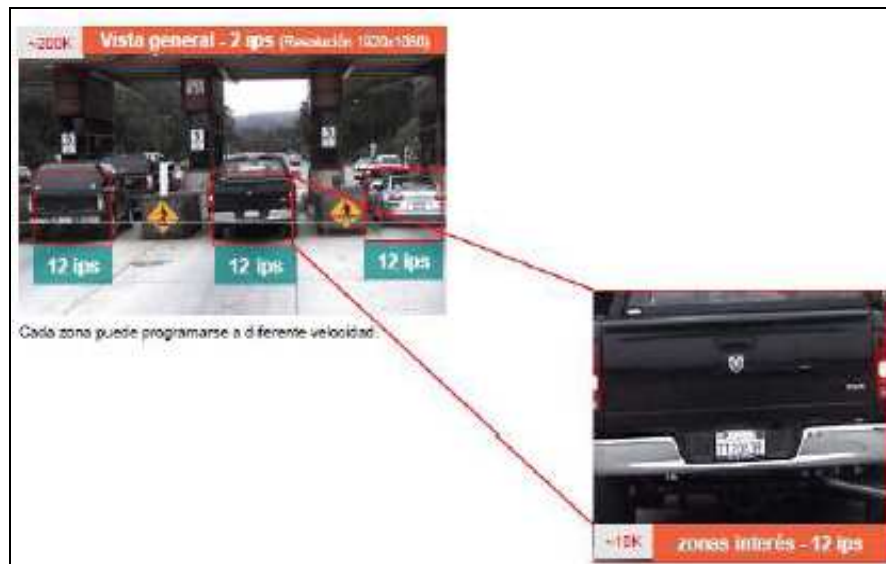 ~200K Vista general - 2 ips (Resolución 1920x1080)
12 ips 12 ips 12 ips
Cada zona puede programarse a diferente velocidad.
~18K zonas interés - 12 ips